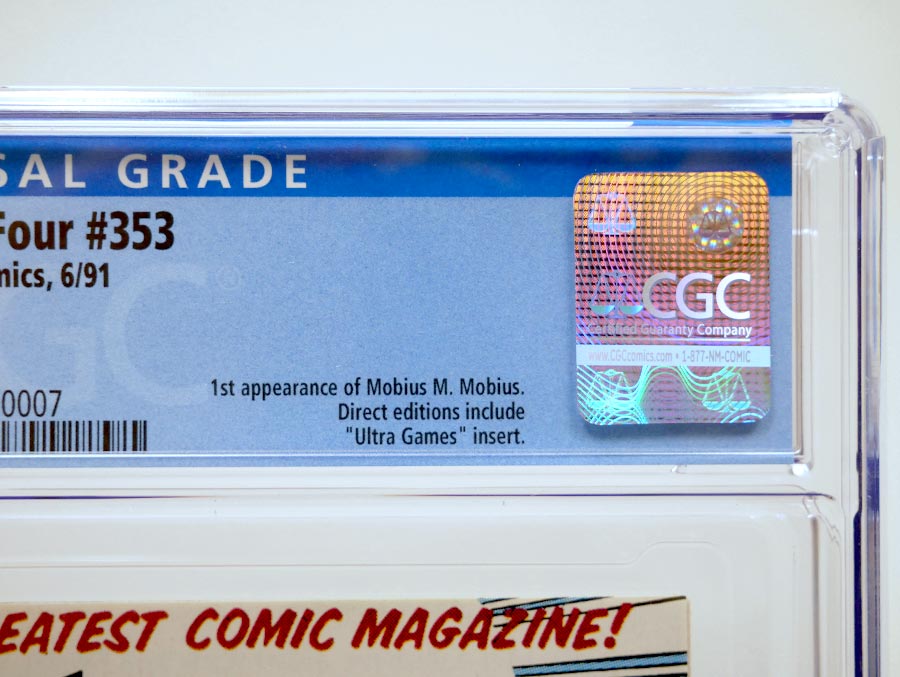 SAL GRADE
Four #353
mics, 6/91
0007
1st appearance of Mobius M. Mobius.
Direct editions include
"Ultra Games" insert.
CGC
Certified Guaranty Company
www.CGCcomics.com • 1-877-NM-COMIC
GC®
EATEST COMIC MAGAZINE!